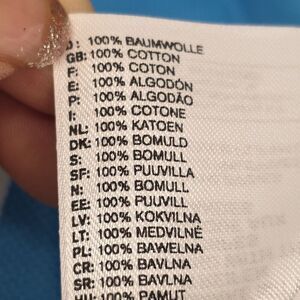 D: 100% BAUMWOLLE
GB: 100% COTTON
F: 100% COTON
E: 100% ALGODÓN
P: 100% ALGODÃO
I: 100% COTONE
NL: 100% KATOEN
DK: 100% BOMULD
S: 100% BOMULL
SF: 100% PUUVILLA
N: 100% BOMULL
EE: 100% PUUVILL
LV: 100% KOKVILNA
LT: 100% MEDVILNĖ
PL: 100% BAWEŁNA
CR: 100% BAVLNA
SR: 100% BAVLNA
HU: 100% PAMUT